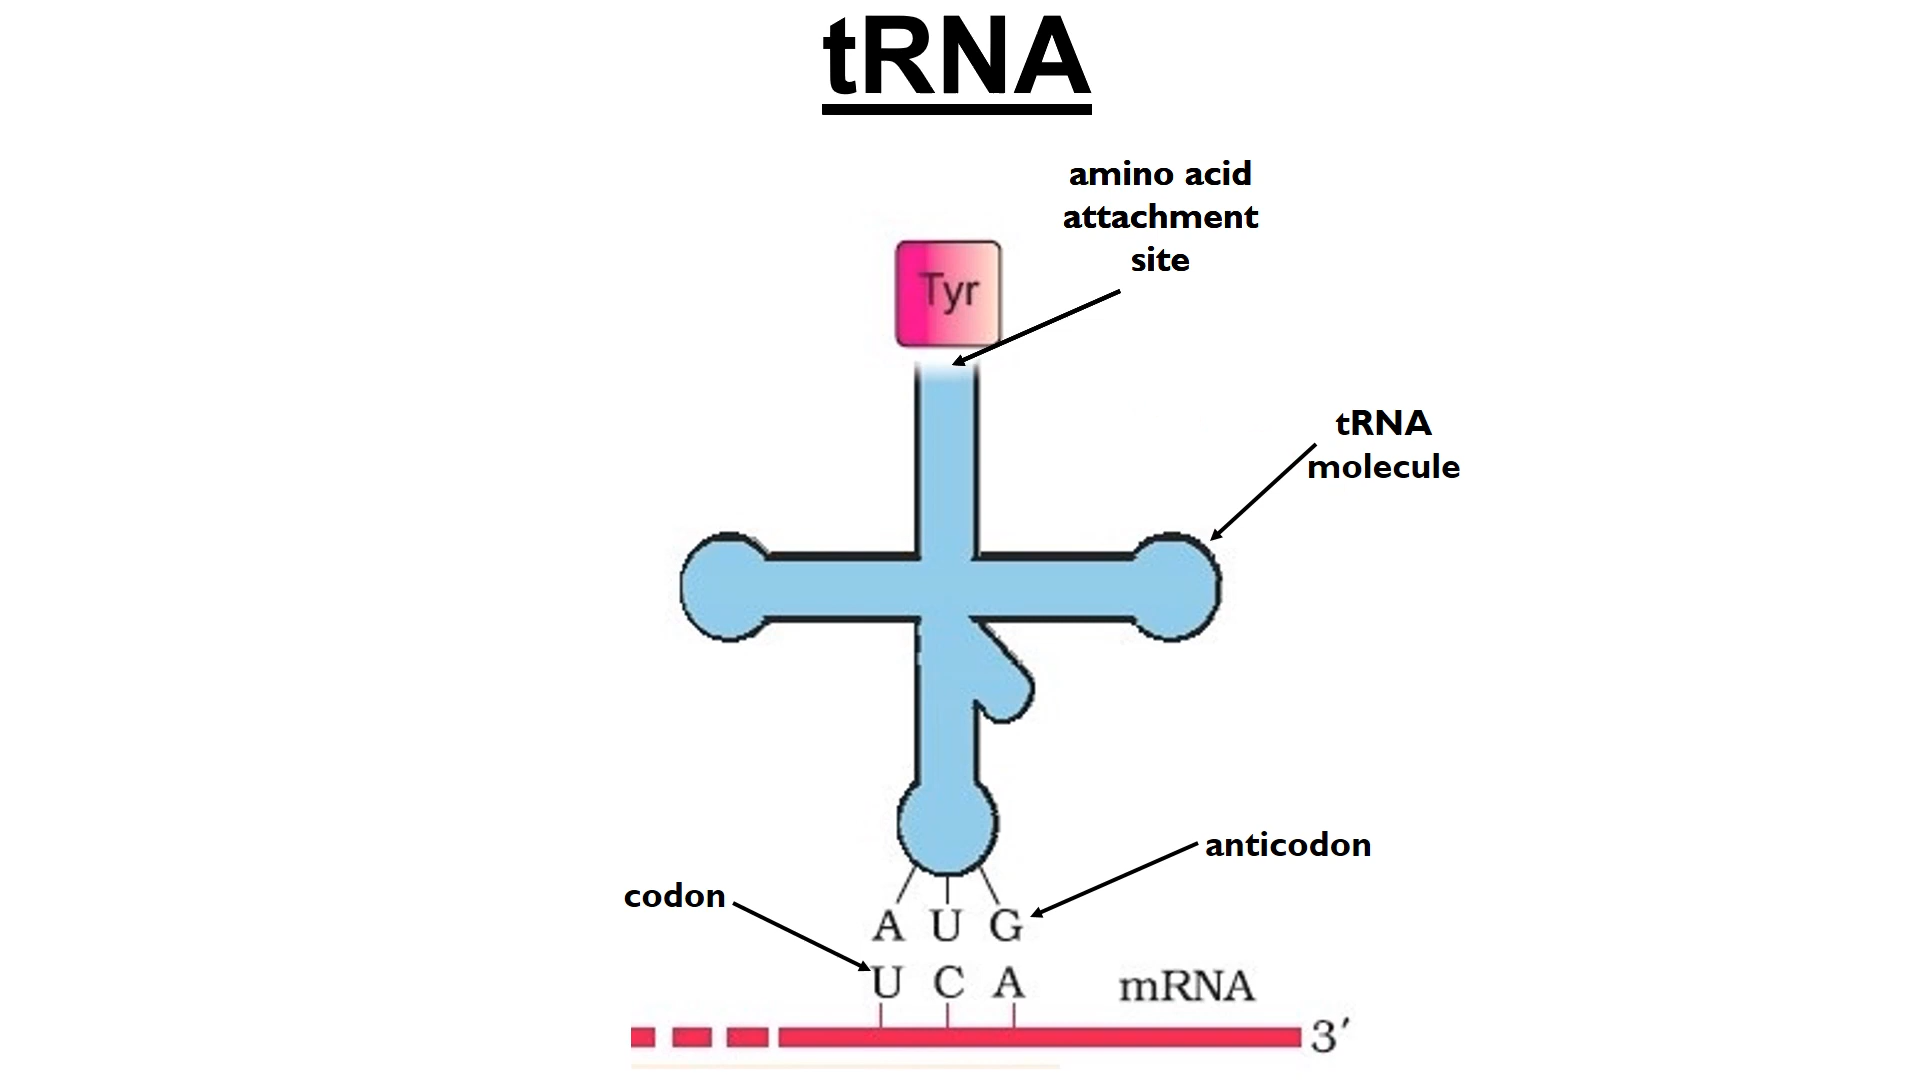 tRNA
amino acid
attachment
site
Tyr
tRNA
molecule
anticodon
codon
A U G
U C A
mRNA
3′